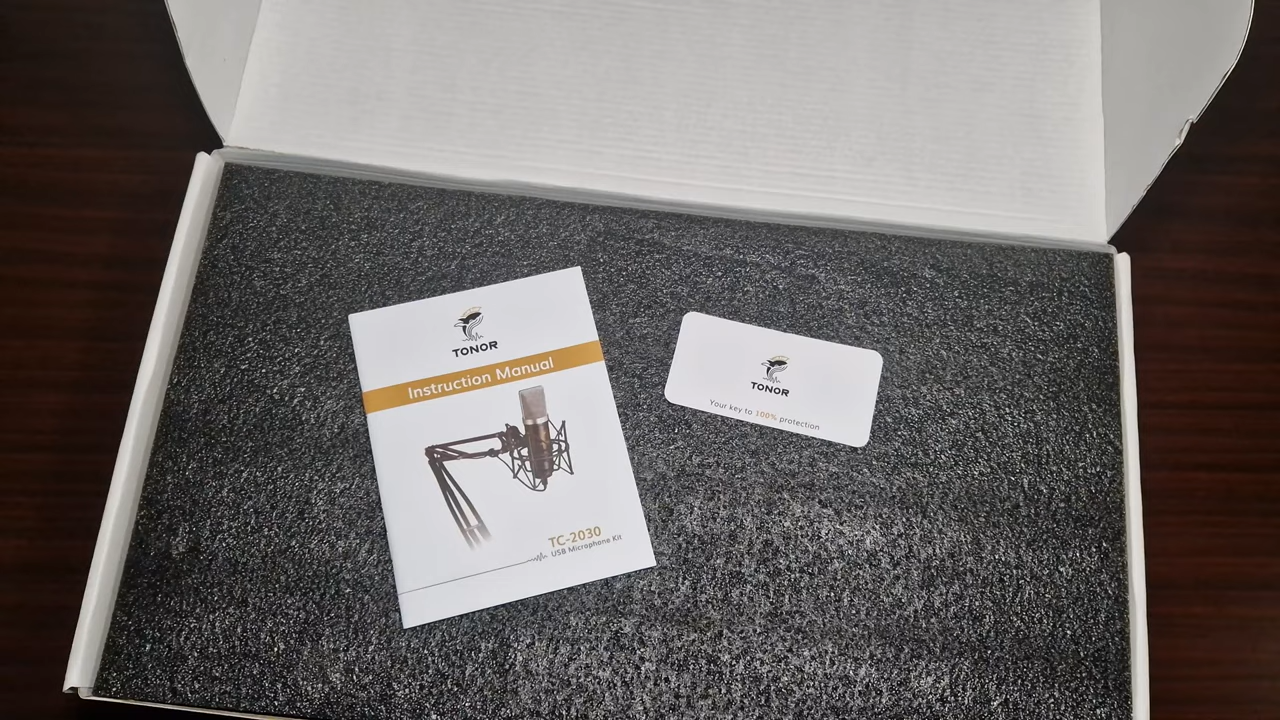 TONOR
Instruction Manual
TC-2030
USB Microphone Kit
TONOR
Your key to 100% protection